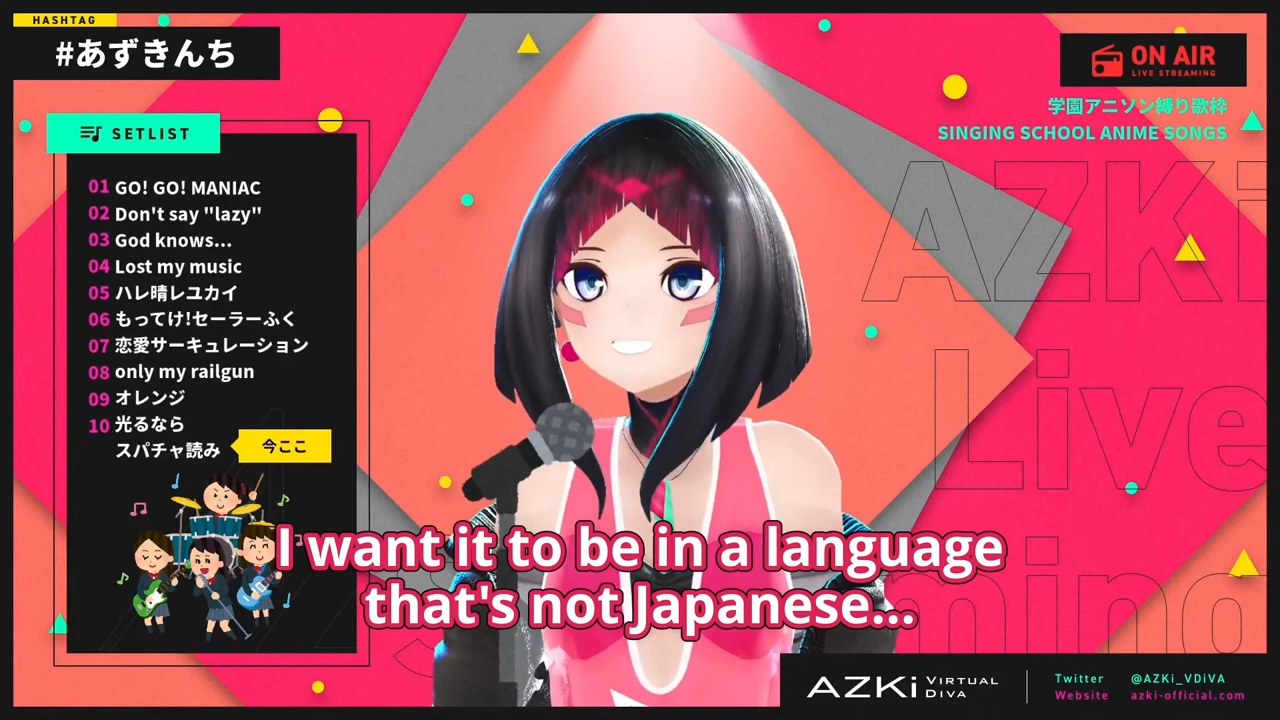 HASHTAG
#あずきんち
SETLIST
01 GO! GO! MANIAC
02 Don't say "lazy"
03 God knows...
04 Lost my music
05 ハレ晴レユカイ
06 もってけ!セーラーふく
07 恋愛サーキュレーション
08 only my railgun
09 オレンジ
10 光るなら
スパチャ読み
今ここ
ON AIR
LIVE STREAMING
学園アニソン縛り歌枠
SINGING SCHOOL ANIME SONGS
AZKi
Live
I want it to be in a language
that's not Japanese...
AZKi VIRTUAL DiVA
Twitter @AZKi_VDiVA
Website azki-official.com